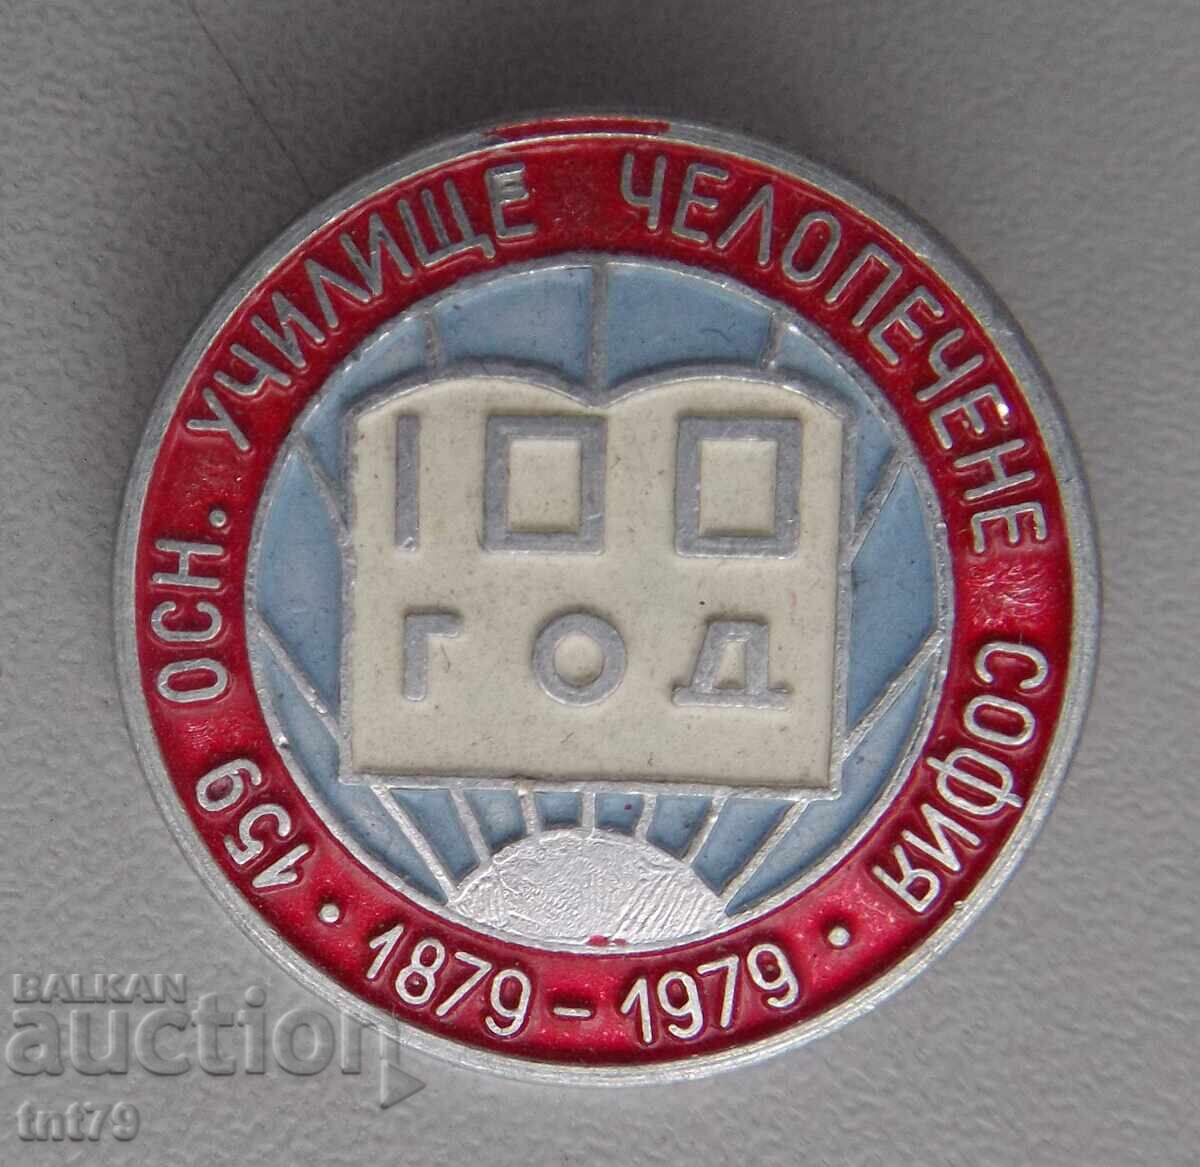 159 ОСН. УЧИЛИЩЕ ЧЕЛОПЕЧЕНЕ СОФИЯ
100
ГОД
· 1879-1979 ·
BALKAN
auction
tnt79